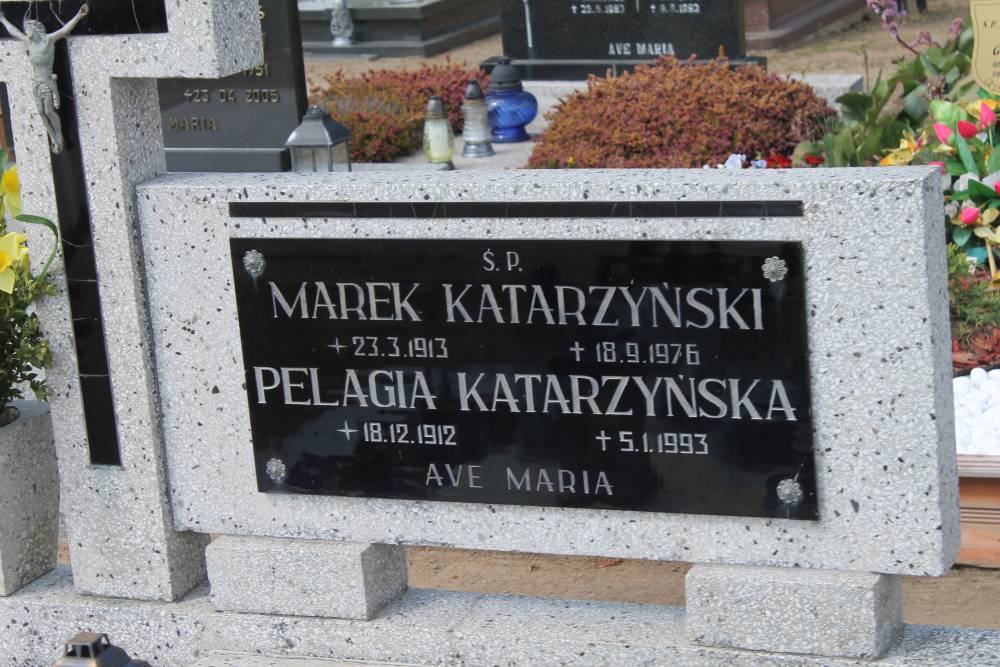 Ś.P.
MAREK KATARZYŃSKI
+23.3.1913 †18.9.1976
PELAGIA KATARZYŃSKA
+18.12.1912 †5.1.1993
AVE MARIA
†23 04 2005
MARIA
AVE MARIA